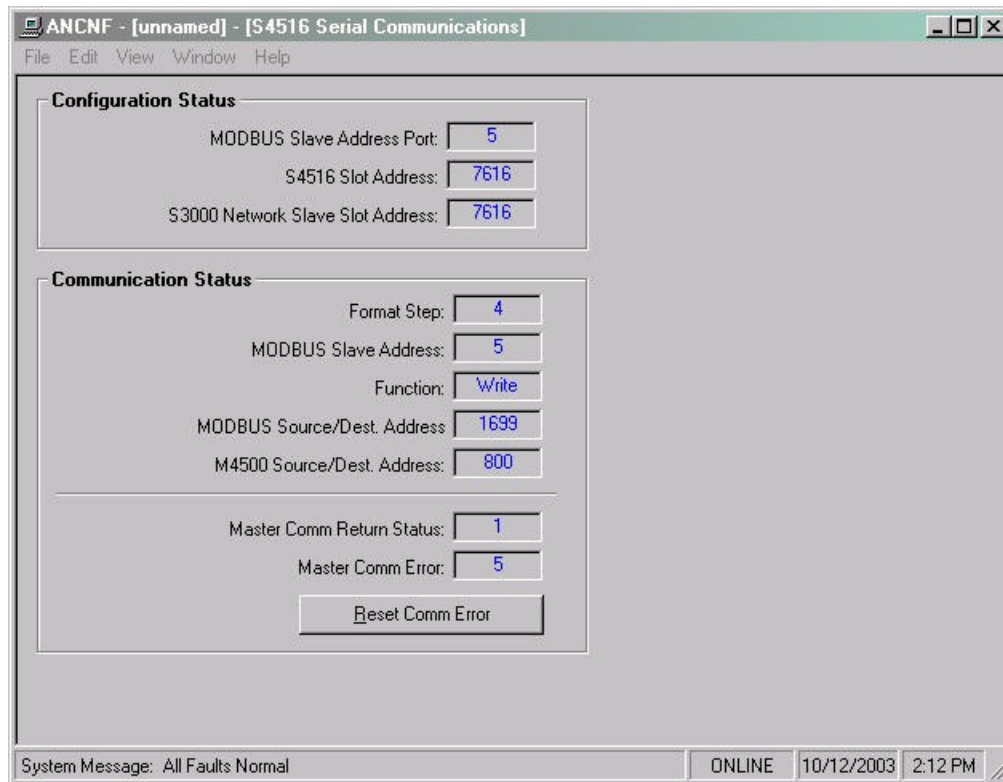 ANCNF - [unnamed] - [S4516 Serial Communications]
File Edit View Window Help
Configuration Status
MODBUS Slave Address Port: 5
S4516 Slot Address: 7616
S3000 Network Slave Slot Address: 7616
Communication Status
Format Step: 4
MODBUS Slave Address: 5
Function: Write
MODBUS Source/Dest. Address 1699
M4500 Source/Dest. Address: 800
Master Comm Return Status: 1
Master Comm Error: 5
Reset Comm Error
System Message: All Faults Normal ONLINE 10/12/2003 2:12 PM